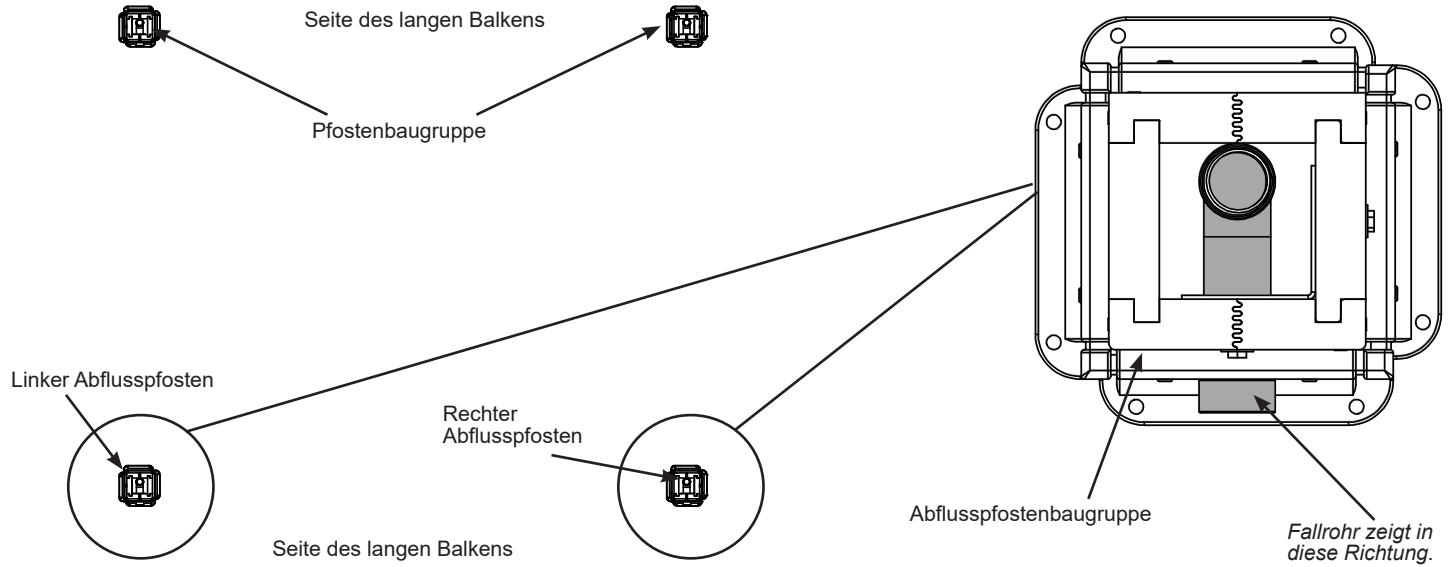 Seite des langen Balkens
Pfostenbaugruppe
Linker Abflusspfosten
Rechter
Abflusspfosten
Seite des langen Balkens
Abflusspfostenbaugruppe
Fallrohr zeigt in
diese Richtung.